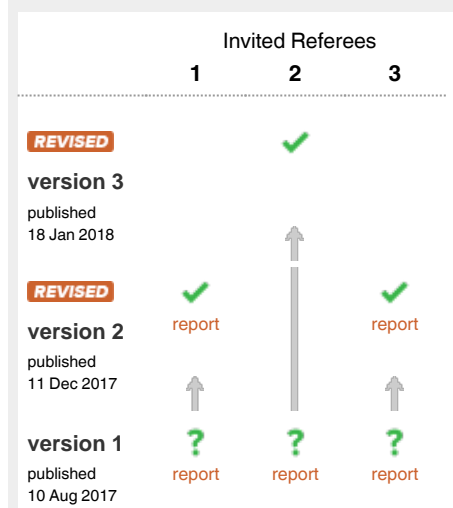 Invited Referees
1 2 3
REVISED
version 3
published
18 Jan 2018
REVISED
version 2
report report
published
11 Dec 2017
version 1
? ? ?
published
report report report
10 Aug 2017